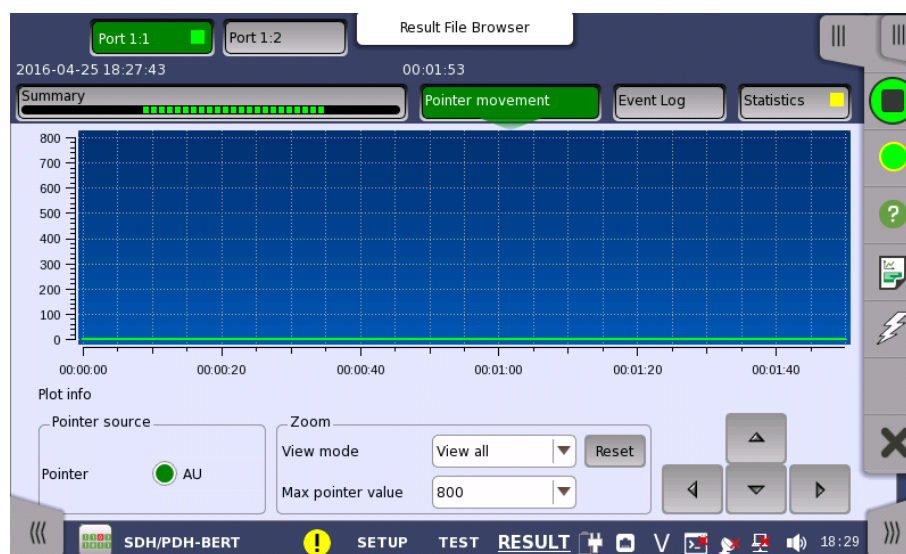 Result File Browser
Port 1:1
Port 1:2
2016-04-25 18:27:43
00:01:53
Summary
Pointer movement
Event Log
Statistics
800
700
600
500
400
300
200
100
0
00:00:00
00:00:20
00:00:40
00:01:00
00:01:20
00:01:40
Plot info
Pointer source
Pointer
AU
Zoom
View mode
View all
Reset
Max pointer value
800
SDH/PDH-BERT
SETUP
TEST
RESULT
V
18:29